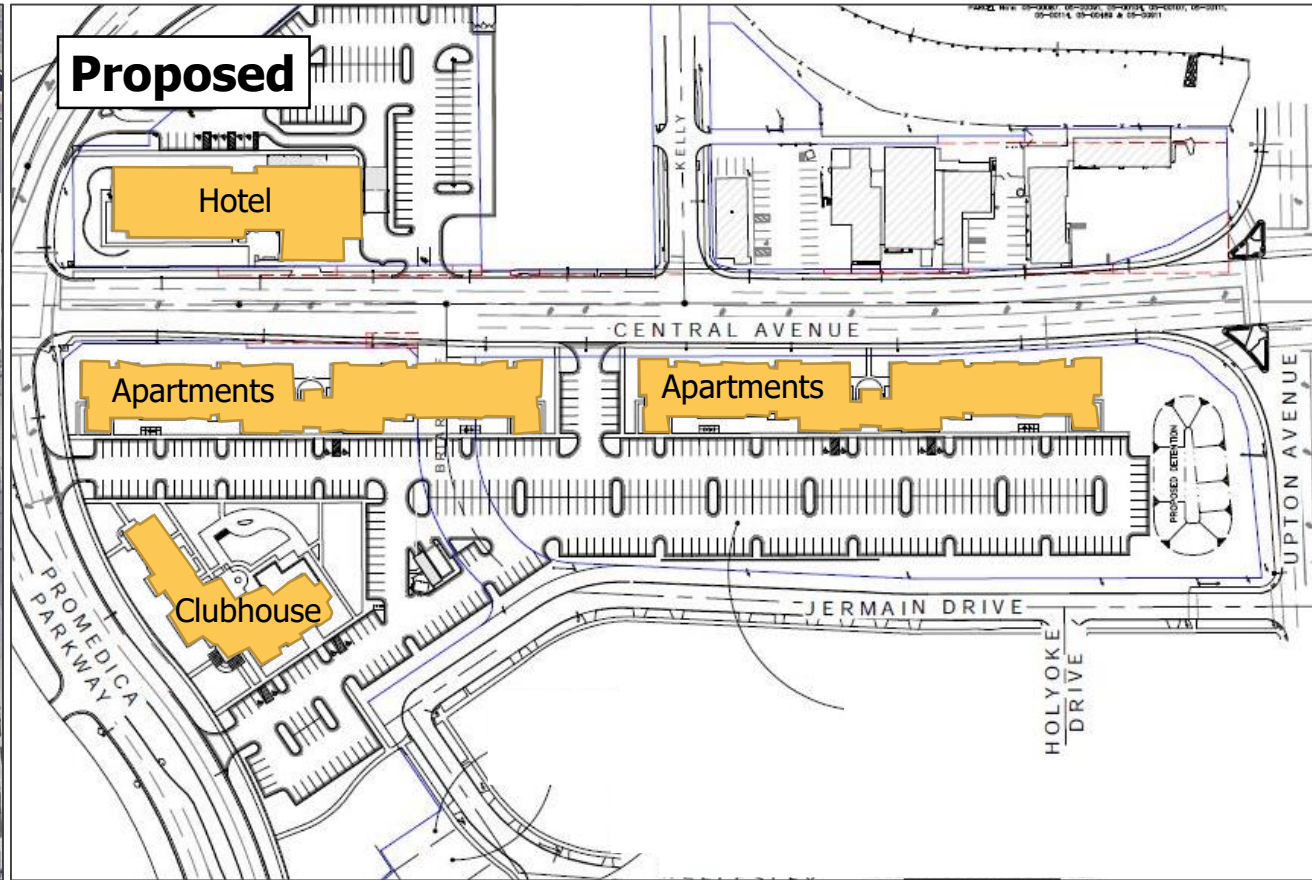 Proposed
KELLY
Hotel
CENTRAL AVENUE
Apartments
Apartments
UPTON AVENUE
PROPOSED DETENTION
Clubhouse
PROMEDICA
PARKWAY
JERMAIN DRIVE
HOLYOKE
DRIVE